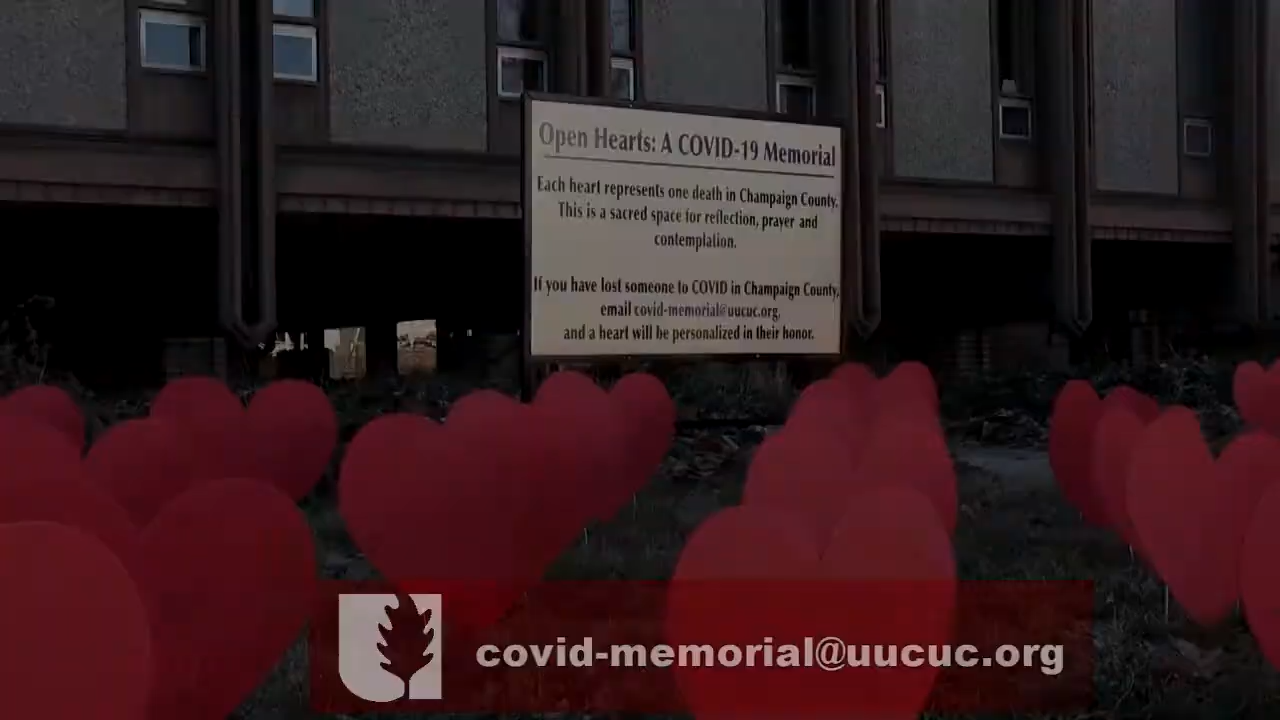 Open Hearts: A COVID-19 Memorial
Each heart represents one death in Champaign County.
This is a sacred space for reflection, prayer and
contemplation.
If you have lost someone to COVID in Champaign County,
email covid-memorial@uucuc.org,
and a heart will be personalized in their honor.
covid-memorial@uucuc.org